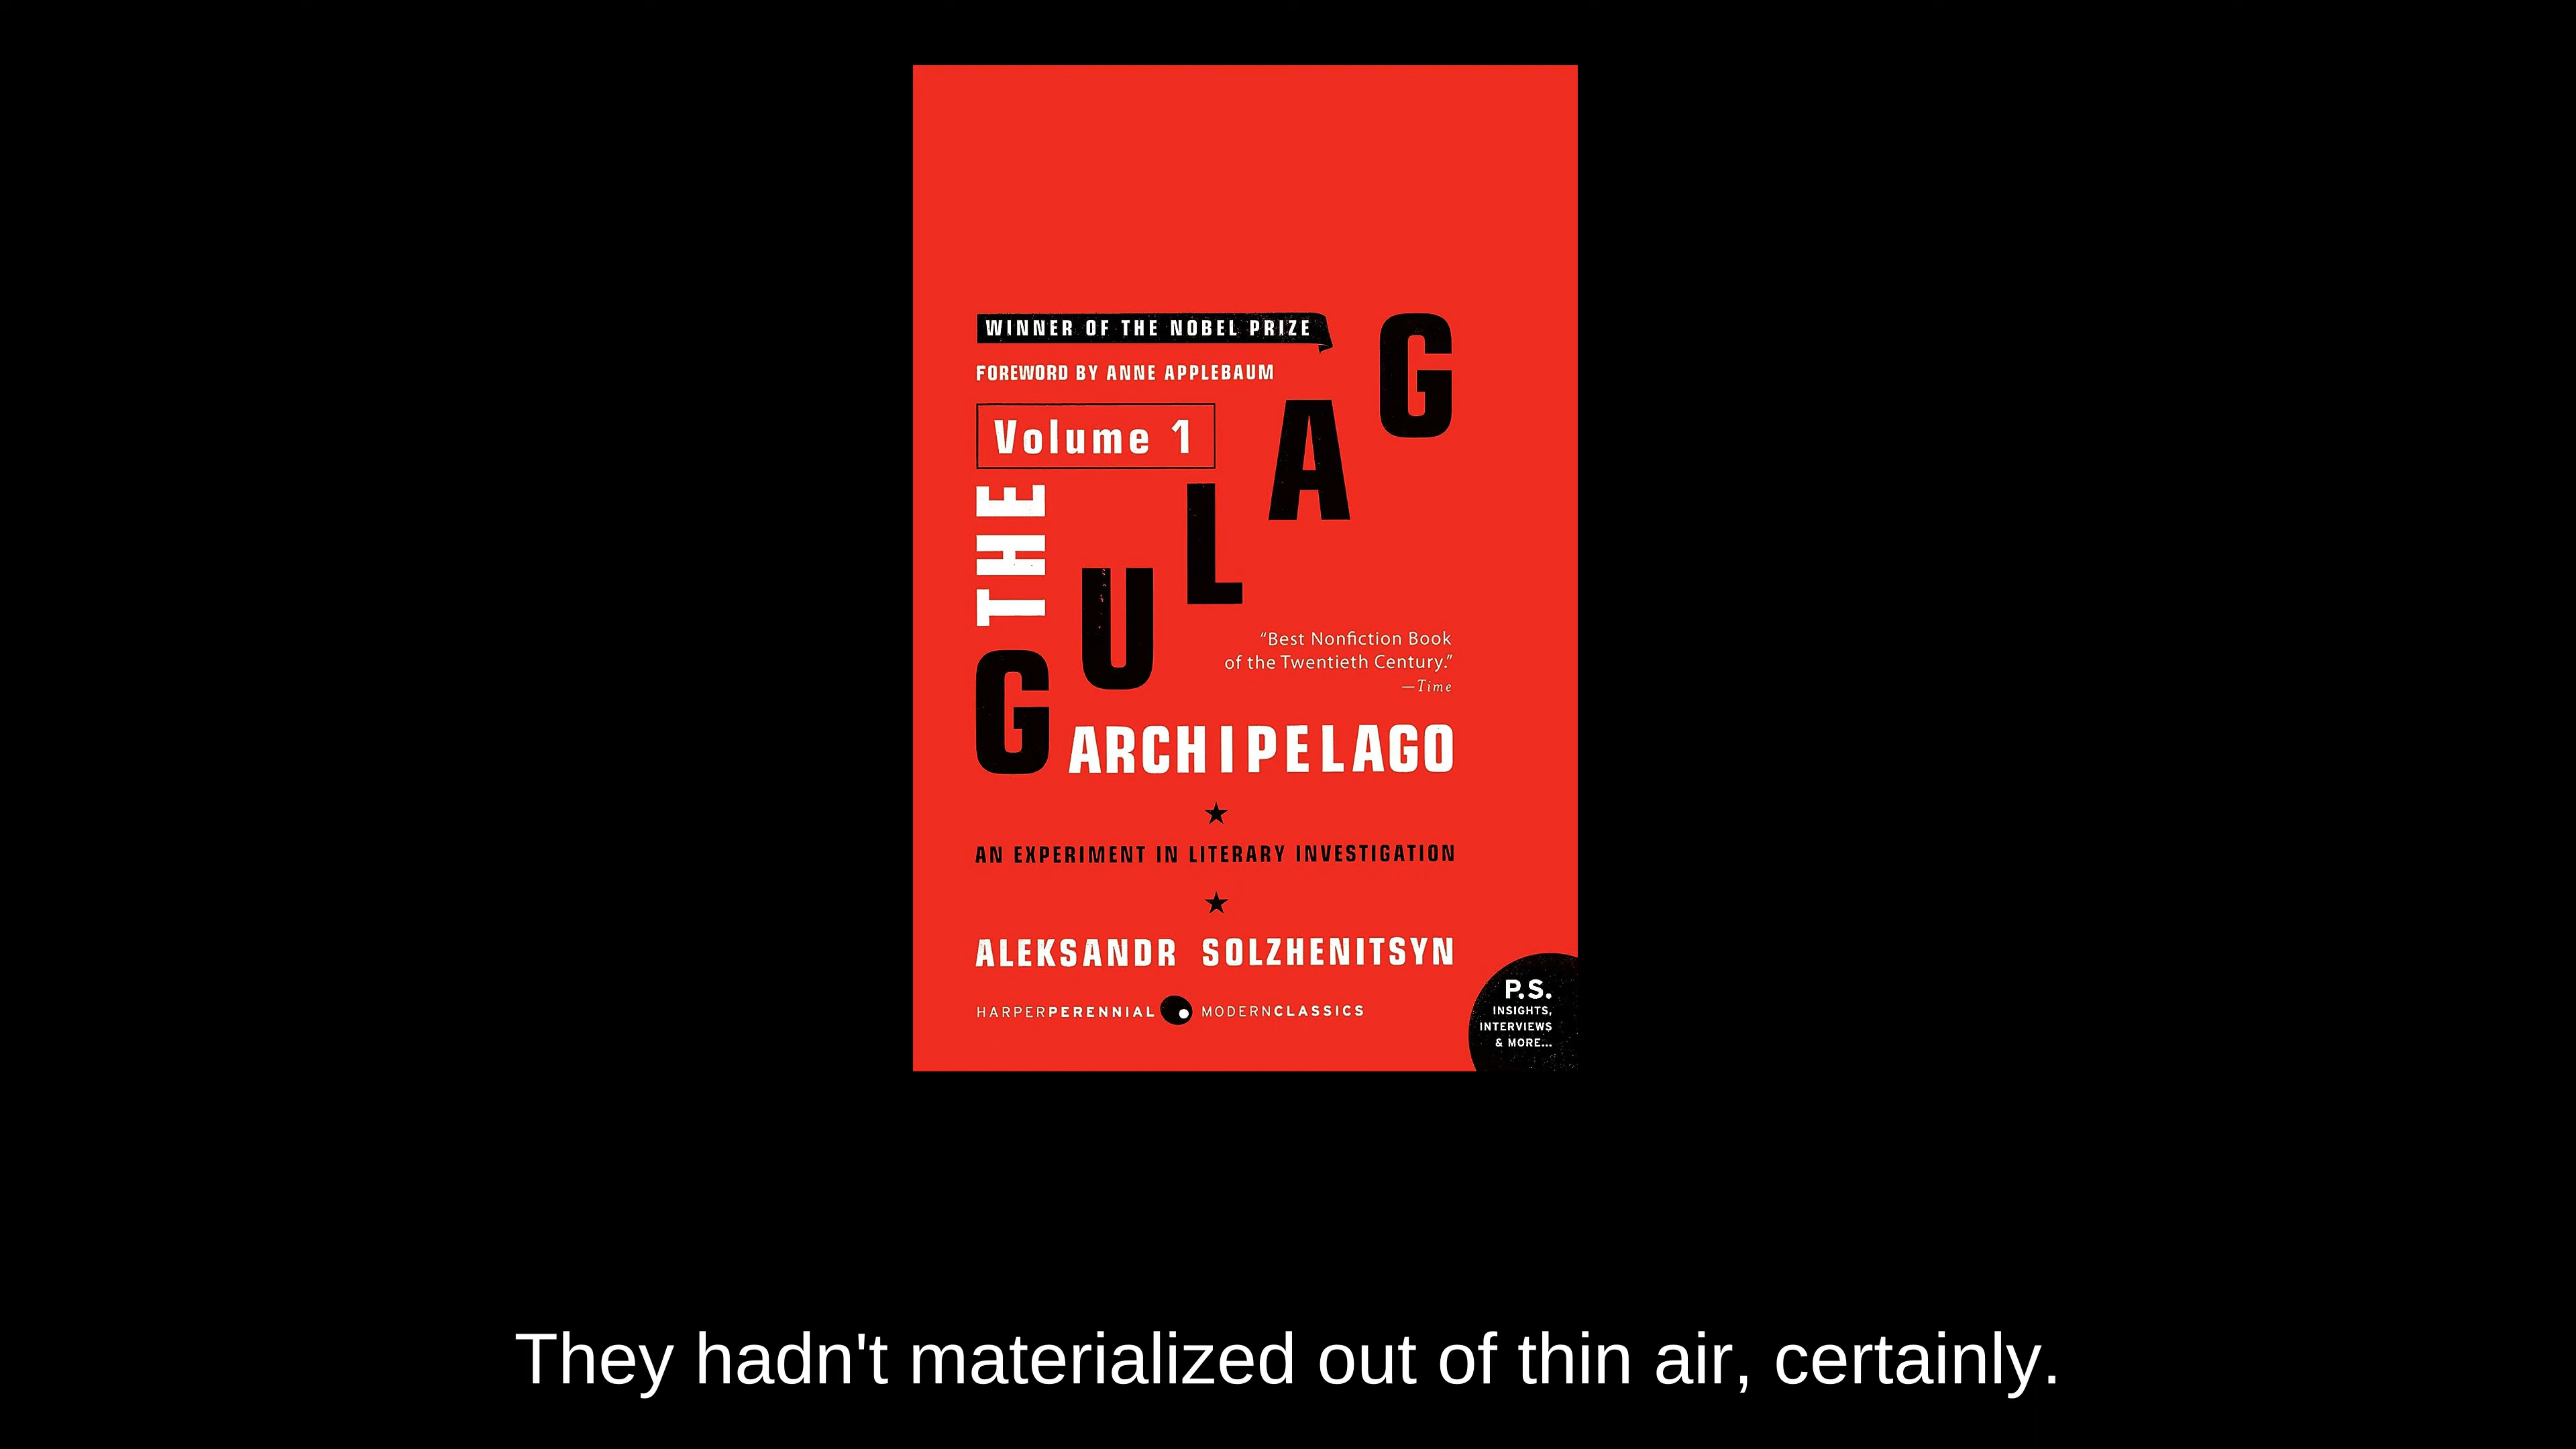 WINNER OF THE NOBEL PRIZE
FOREWORD BY ANNE APPLEBAUM
Volume 1
THE
GULAG
ARCHIPELAGO
“Best Nonfiction Book
of the Twentieth Century.”
—Time
AN EXPERIMENT IN LITERARY INVESTIGATION
ALEKSANDR SOLZHENITSYN
HARPERPERENNIAL MODERNCLASSICS
P.S.
INSIGHTS,
INTERVIEWS
& MORE...
They hadn't materialized out of thin air, certainly.